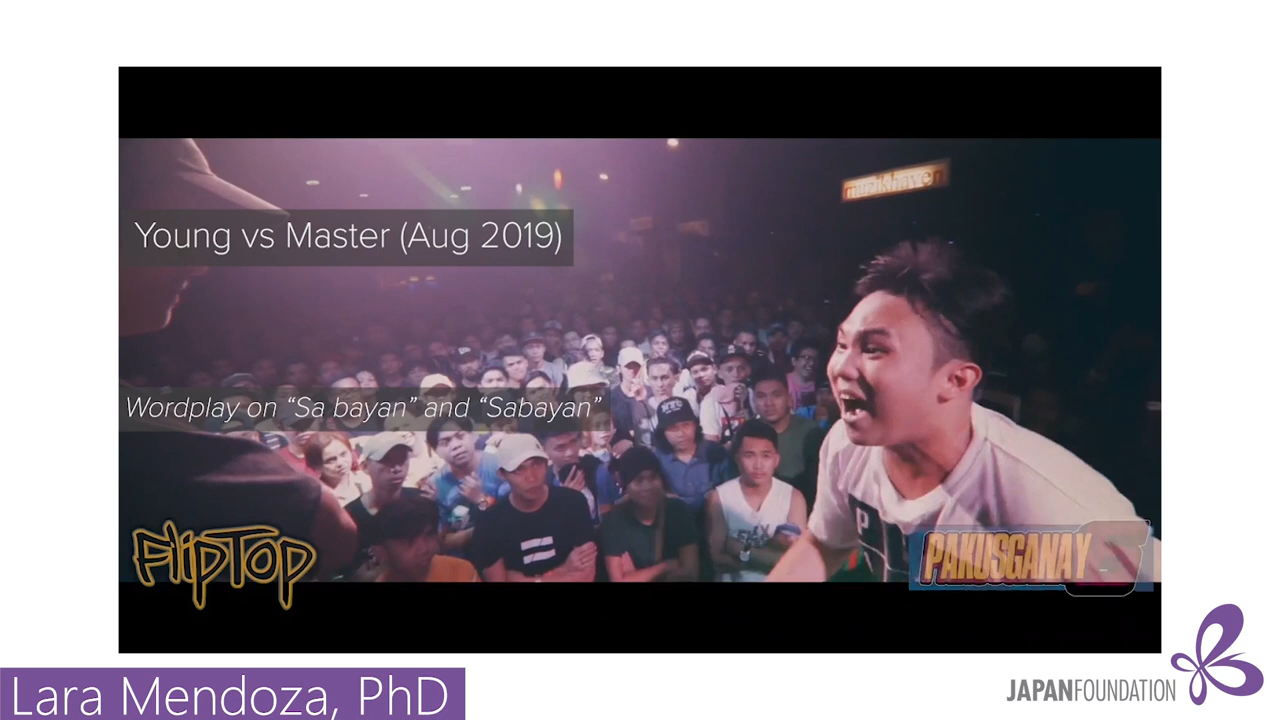 muzikhaven
Young vs Master (Aug 2019)
Wordplay on “Sa bayan” and “Sabayan”
FlipTop
PAKUSGANAY
Lara Mendoza, PhD
JAPANFOUNDATION